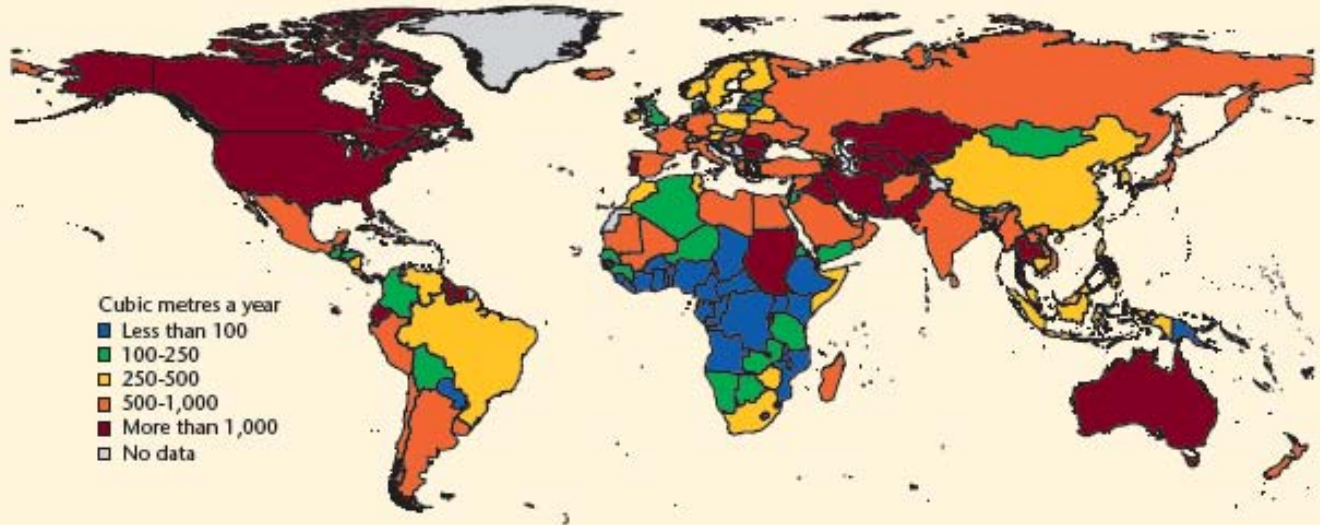 Cubic metres a year
Less than 100
100-250
250-500
500-1,000
More than 1,000
No data